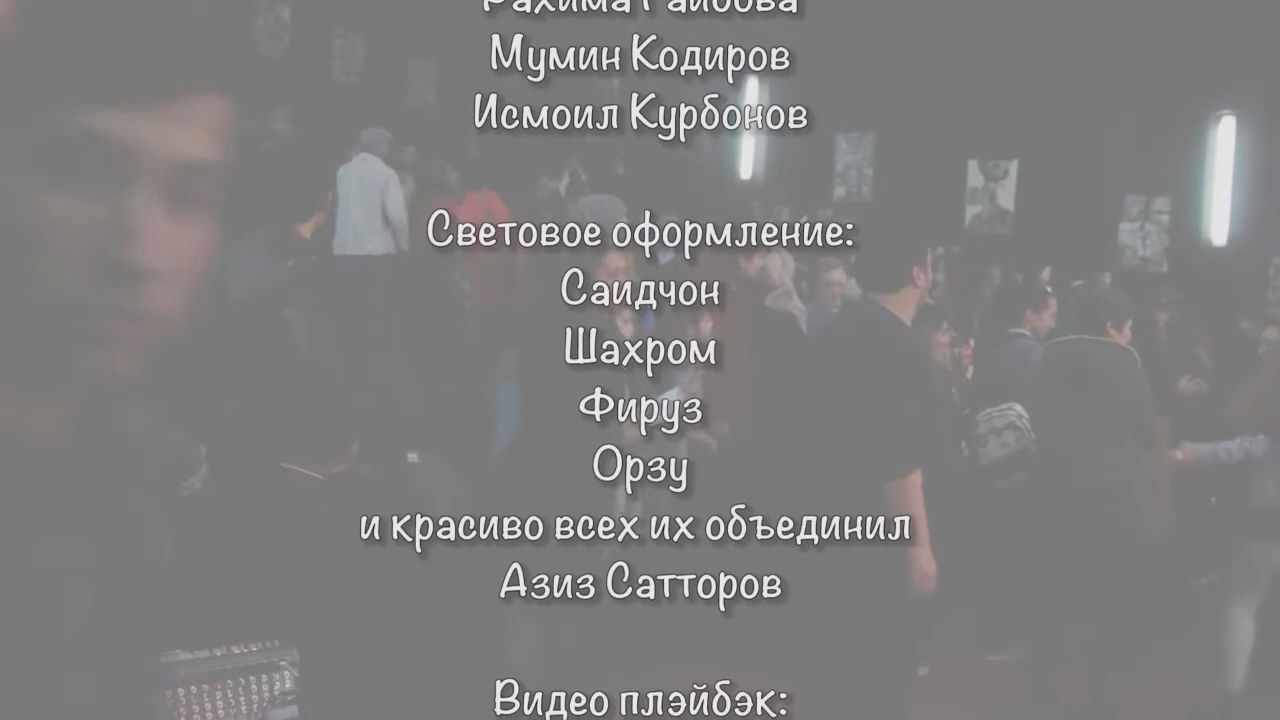 Мумин Кодиров
Исмоил Курбонов
Световое оформление:
Саидчон
Шахром
Фируз
Орзу
и красиво всех их объединил
Азиз Сатторов
Видео плэйбэк: